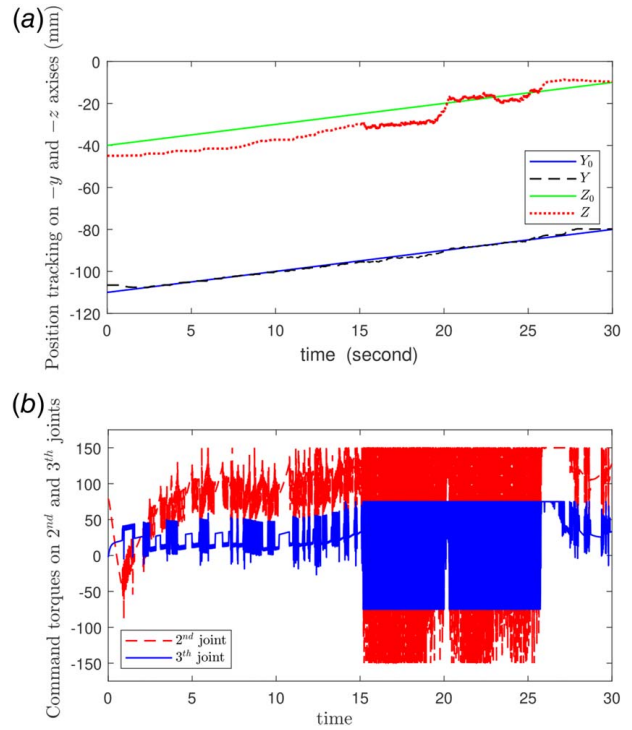 (a)
Position tracking on −y and −z axises (mm)
0
-20
-40
-60
-80
-100
-120
Y0
Y
Z0
Z
0 5 10 15 20 25 30
time (second)
(b)
Command torques on 2nd and 3th joints
150
100
50
0
-50
-100
-150
2nd joint
3th joint
0 5 10 15 20 25 30
time